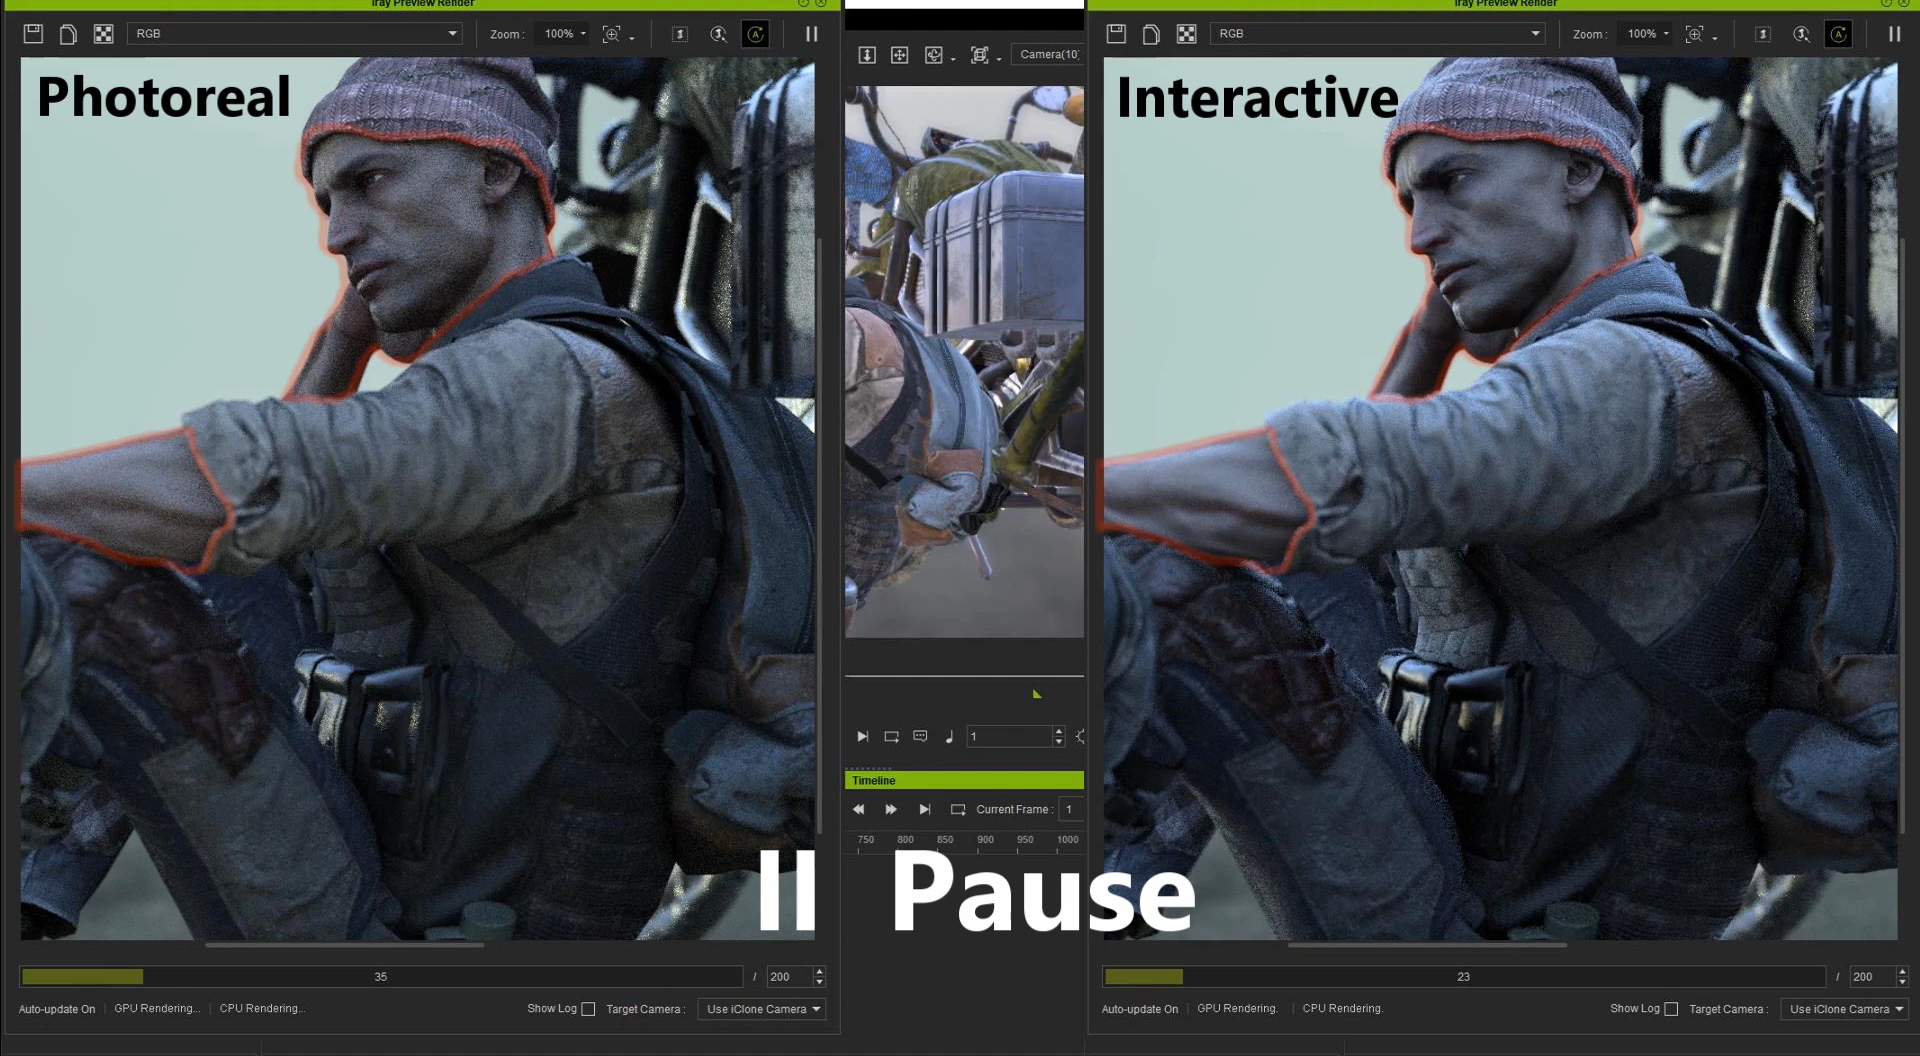 Iray Preview Render
RGB
Zoom :
100%
Photoreal
35
/
200
Auto-update On
GPU Rendering...
CPU Rendering...
Show Log
Target Camera :
Use iClone Camera
Camera(10)
1
Timeline
Current Frame :
1
750 800 850 900 950 1000
II Pause
Iray Preview Render
RGB
Zoom :
100%
Interactive
23
/
200
Auto-update On
GPU Rendering.
CPU Rendering.
Show Log
Target Camera :
Use iClone Camera